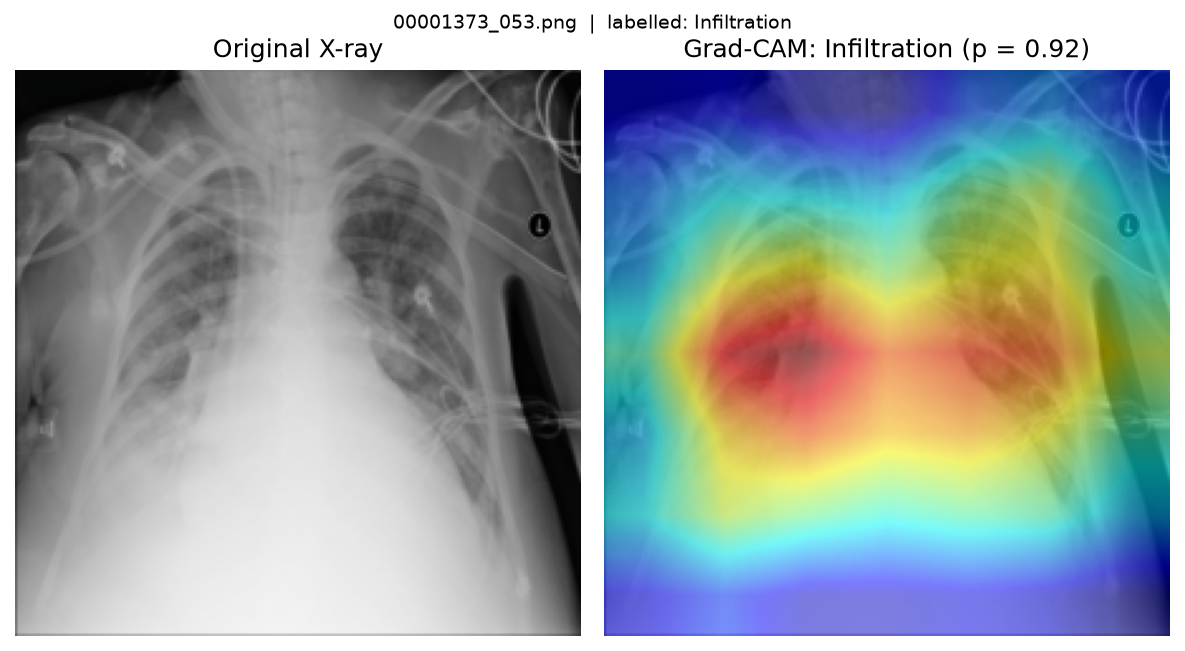 00001373_053.png | labelled: Infiltration
Original X-ray
Grad-CAM: Infiltration (p = 0.92)
L
L